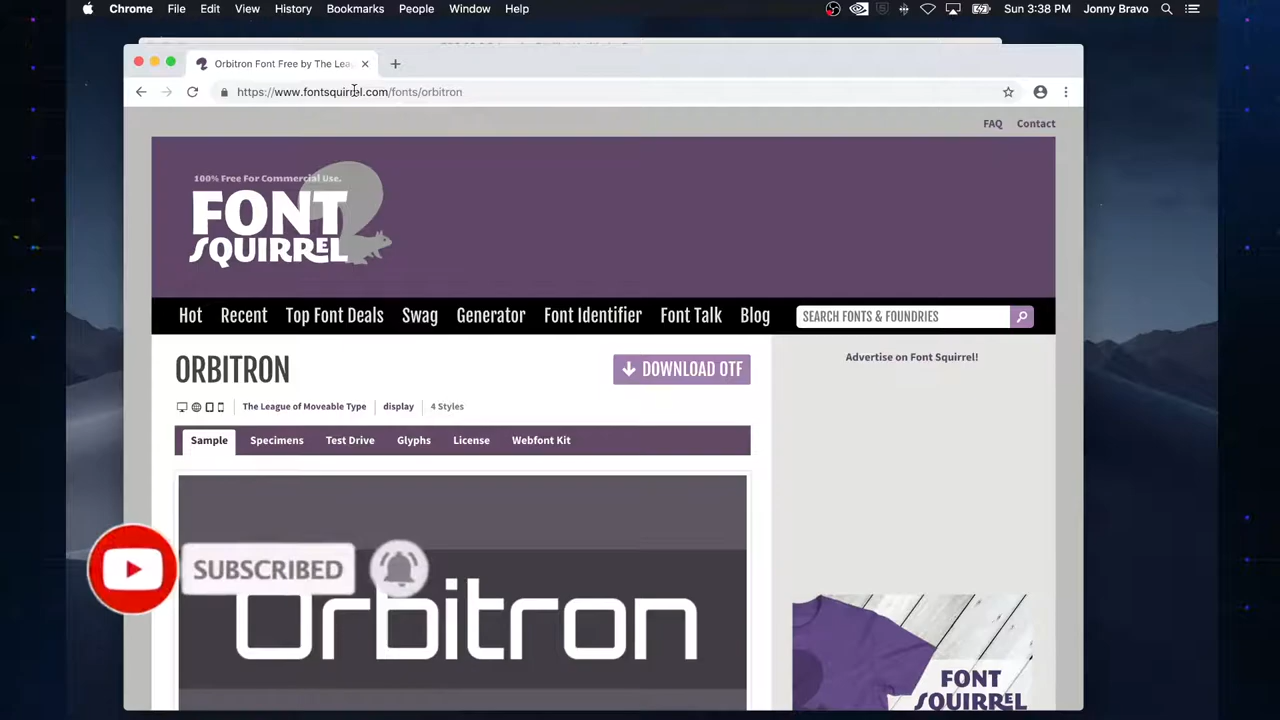 Chrome File Edit View History Bookmarks People Window Help Sun 3:38 PM Jonny Bravo
Orbitron Font Free by The Lea
https://www.fontsquirrel.com/fonts/orbitron
FAQ Contact
100% Free For Commercial Use.
FONT
SQUIRREL
Hot Recent Top Font Deals Swag Generator Font Identifier Font Talk Blog SEARCH FONTS & FOUNDRIES
ORBITRON
DOWNLOAD OTF
Advertise on Font Squirrel!
The League of Moveable Type display 4 Styles
Sample Specimens Test Drive Glyphs License Webfont Kit
SUBSCRIBED
Orbitron
FONT
SQUIRREL